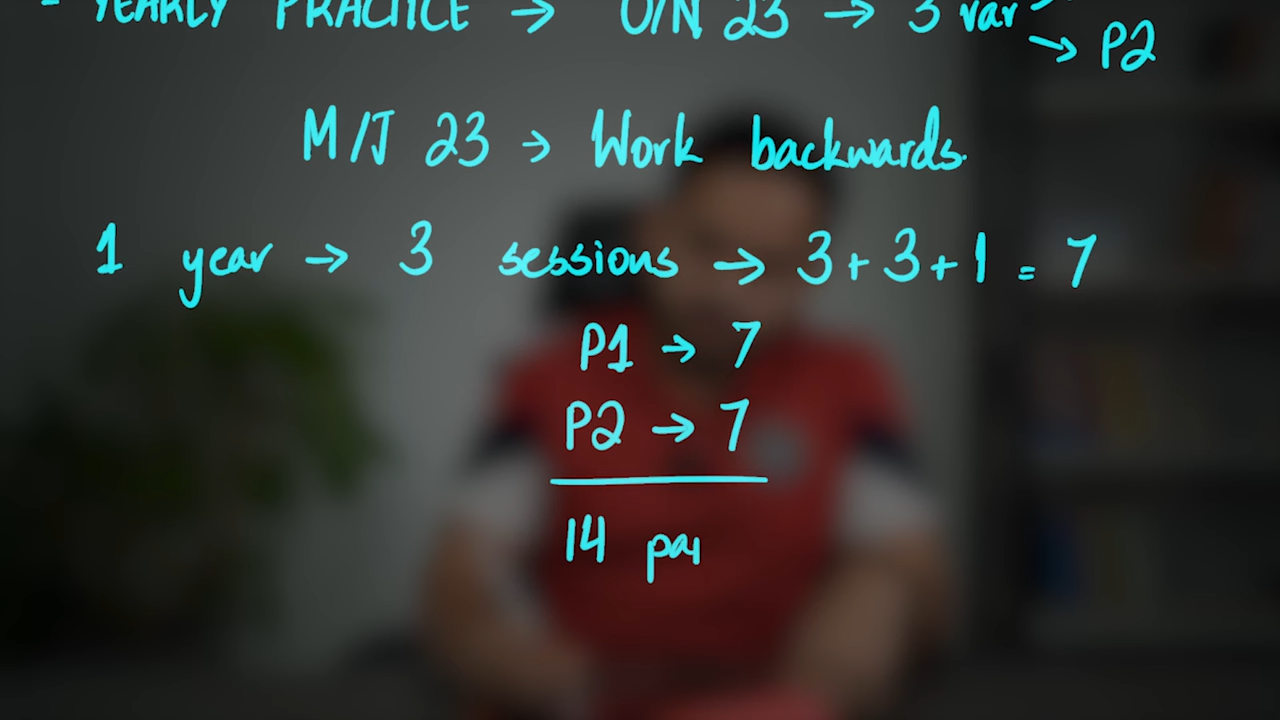 - YEARLY PRACTICE → O/N 23 → 3 var →
→ P2
M/J 23 → Work backwards.
1 year → 3 sessions → 3+3+1 = 7
P1 → 7
P2 → 7
14 pa